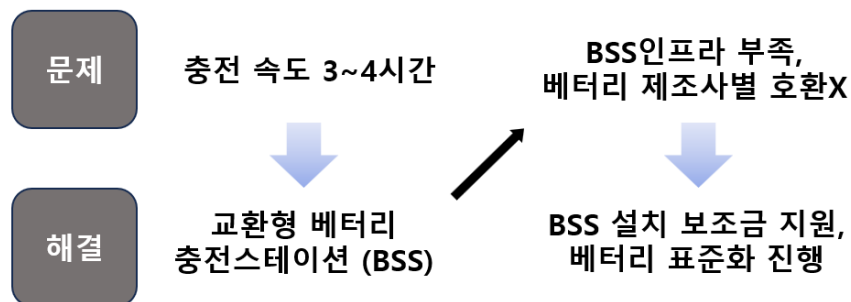 문제
충전 속도 3~4시간
BSS인프라 부족,
베터리 제조사별 호환X
해결
교환형 베터리
충전스테이션 (BSS)
BSS 설치 보조금 지원,
베터리 표준화 진행